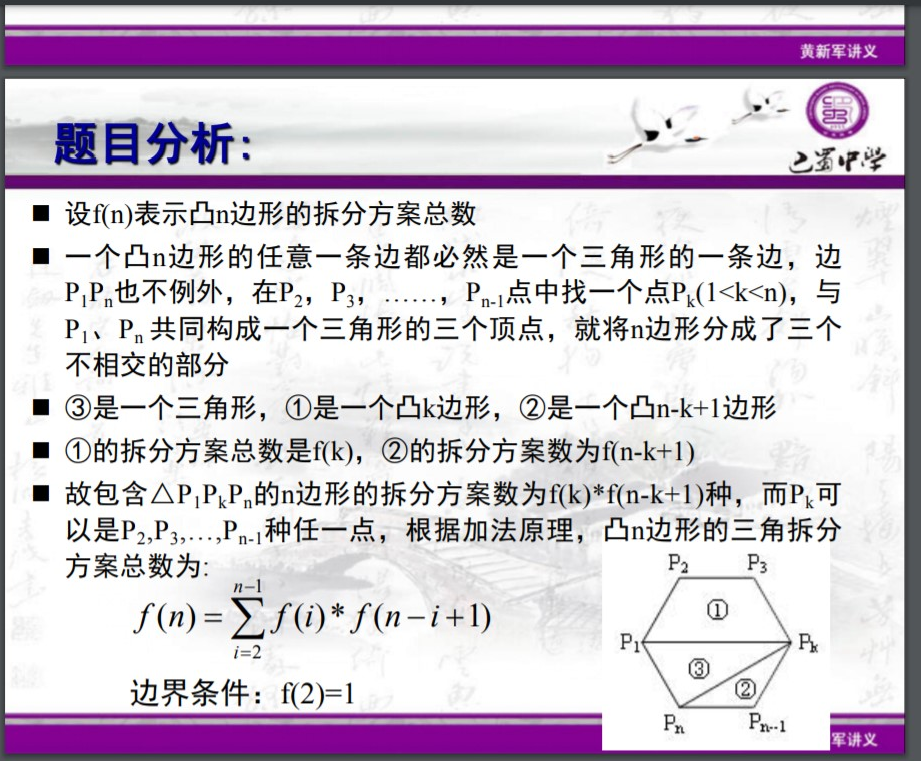 黄新军讲义
题目分析：
巴蜀中学
■ 设f(n)表示凸n边形的拆分方案总数
■ 一个凸n边形的任意一条边都必然是一个三角形的一条边，边
P₁Pₙ也不例外，在P₂，P₃，……，Pₙ₋₁点中找一个点Pₖ(1<k<n)，与
P₁、Pₙ共同构成一个三角形的三个顶点，就将n边形分成了三个
不相交的部分
■ ③是一个三角形，①是一个凸k边形，②是一个凸n-k+1边形
■ ①的拆分方案总数是f(k)，②的拆分方案数为f(n-k+1)
■ 故包含△P₁PₖPₙ的n边形的拆分方案数为f(k)*f(n-k+1)种，而Pₖ可
以是P₂,P₃,…,Pₙ₋₁种任一点，根据加法原理，凸n边形的三角拆分
方案总数为:
n−1
f(n)=∑f(i)*f(n−i+1)
i=2
边界条件：f(2)=1
P₂ P₃
①
P₁ Pₖ
③
②
Pₙ Pₙ₋₁
军讲义